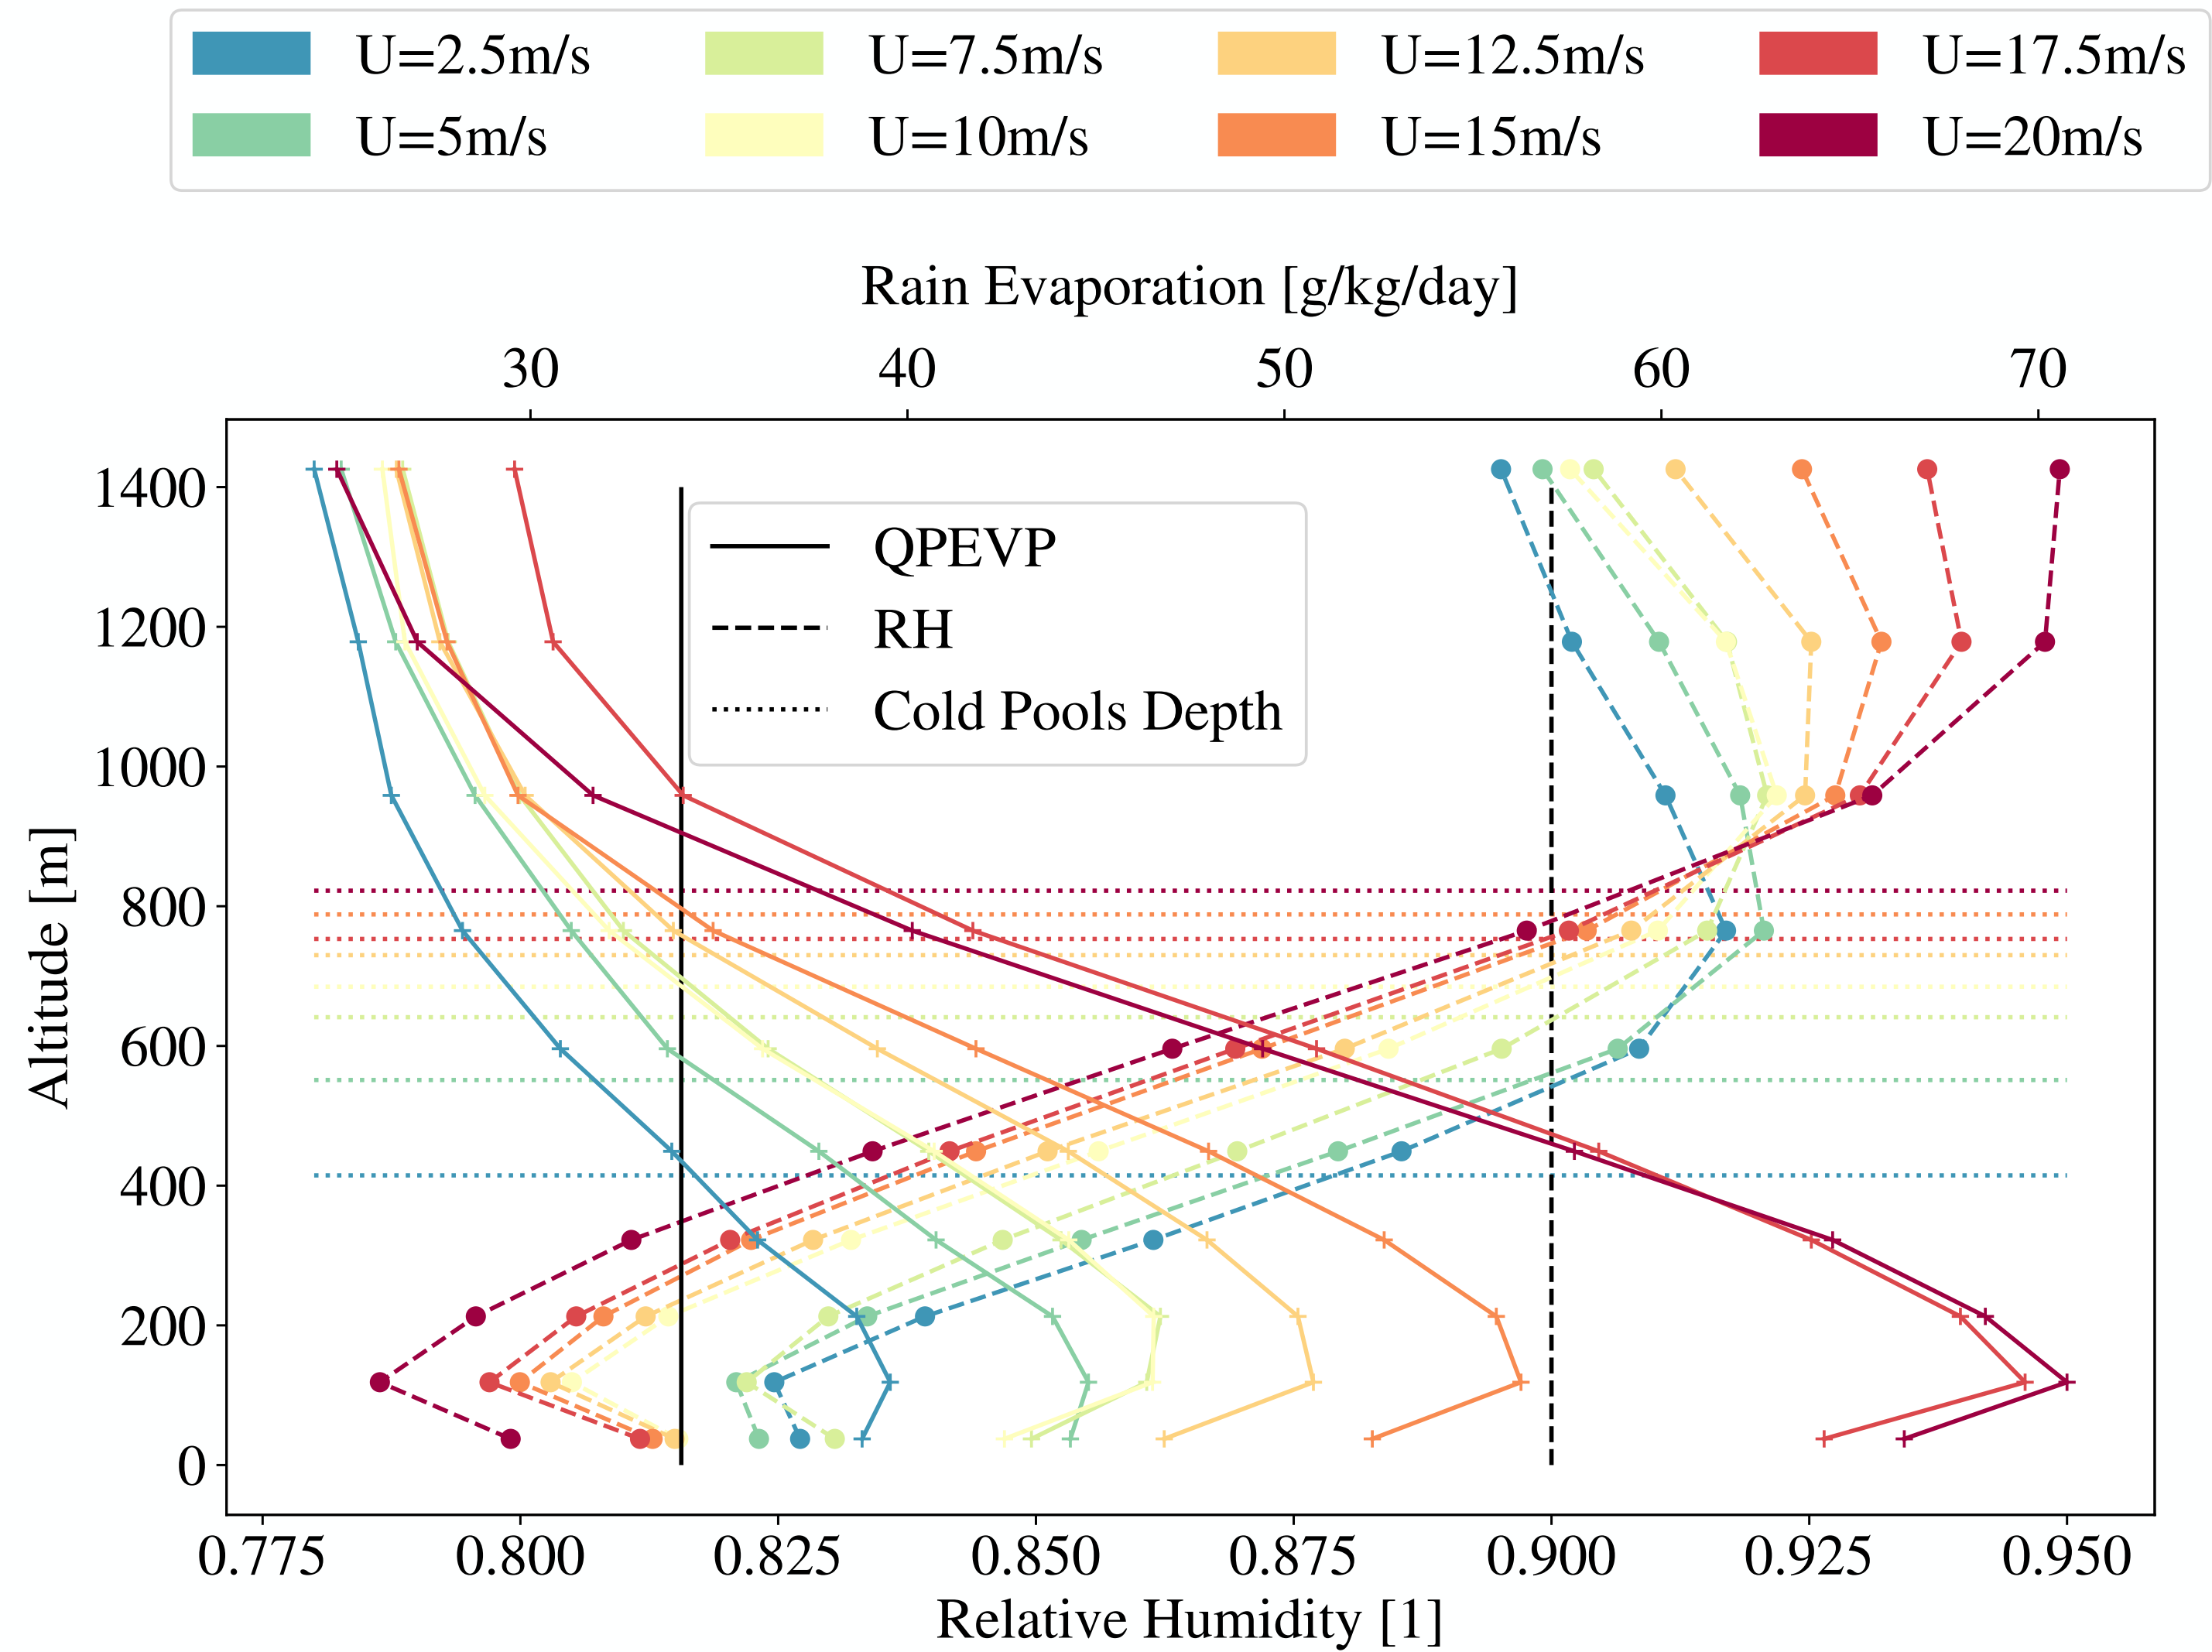 U=2.5m/s U=7.5m/s U=12.5m/s U=17.5m/s
U=5m/s U=10m/s U=15m/s U=20m/s
Rain Evaporation [g/kg/day]
30 40 50 60 70
1400
1200
1000
800
600
400
200
0
Altitude [m]
QPEVP
RH
Cold Pools Depth
0.775 0.800 0.825 0.850 0.875 0.900 0.925 0.950
Relative Humidity [1]